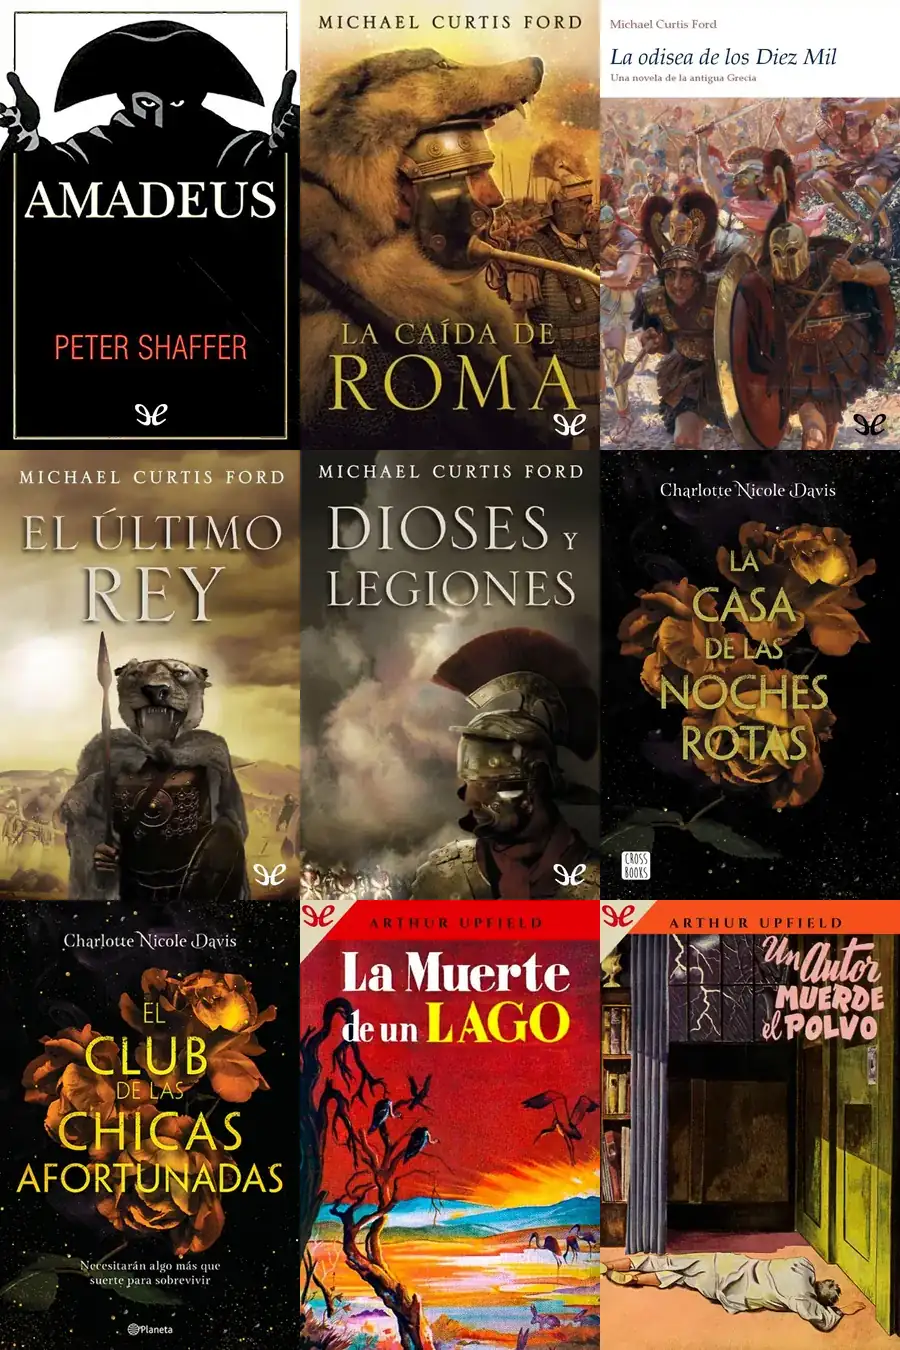 AMADEUS
PETER SHAFFER
MICHAEL CURTIS FORD
LA CAÍDA DE
ROMA
Michael Curtis Ford
La odisea de los Diez Mil
Una novela de la antigua Grecia
MICHAEL CURTIS FORD
EL ÚLTIMO
REY
MICHAEL CURTIS FORD
DIOSES Y
LEGIONES
Charlotte Nicole Davis
LA
CASA
DE LAS
NOCHES
ROTAS
CROSS
BOOKS
Charlotte Nicole Davis
EL
CLUB
DE LAS
CHICAS
AFORTUNADAS
Necesitarán algo más que
suerte para sobrevivir
Planeta
ARTHUR UPFIELD
La Muerte
de un LAGO
ARTHUR UPFIELD
Un Autor
MUERDE
el POLVO